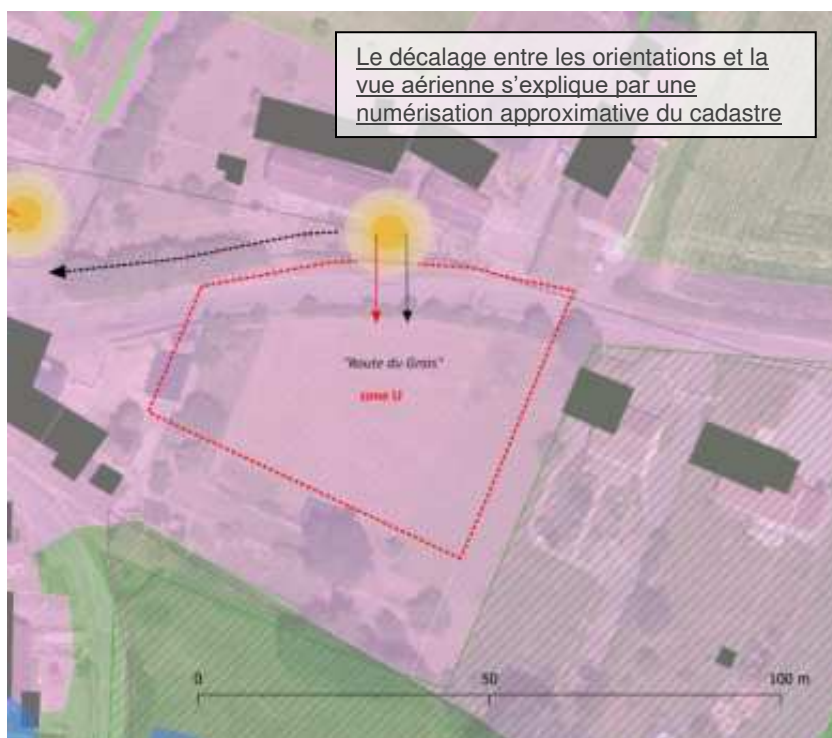 Le décalage entre les orientations et la
vue aérienne s’explique par une
numérisation approximative du cadastre
"Route du Gras"
zone U
0
50
100 m